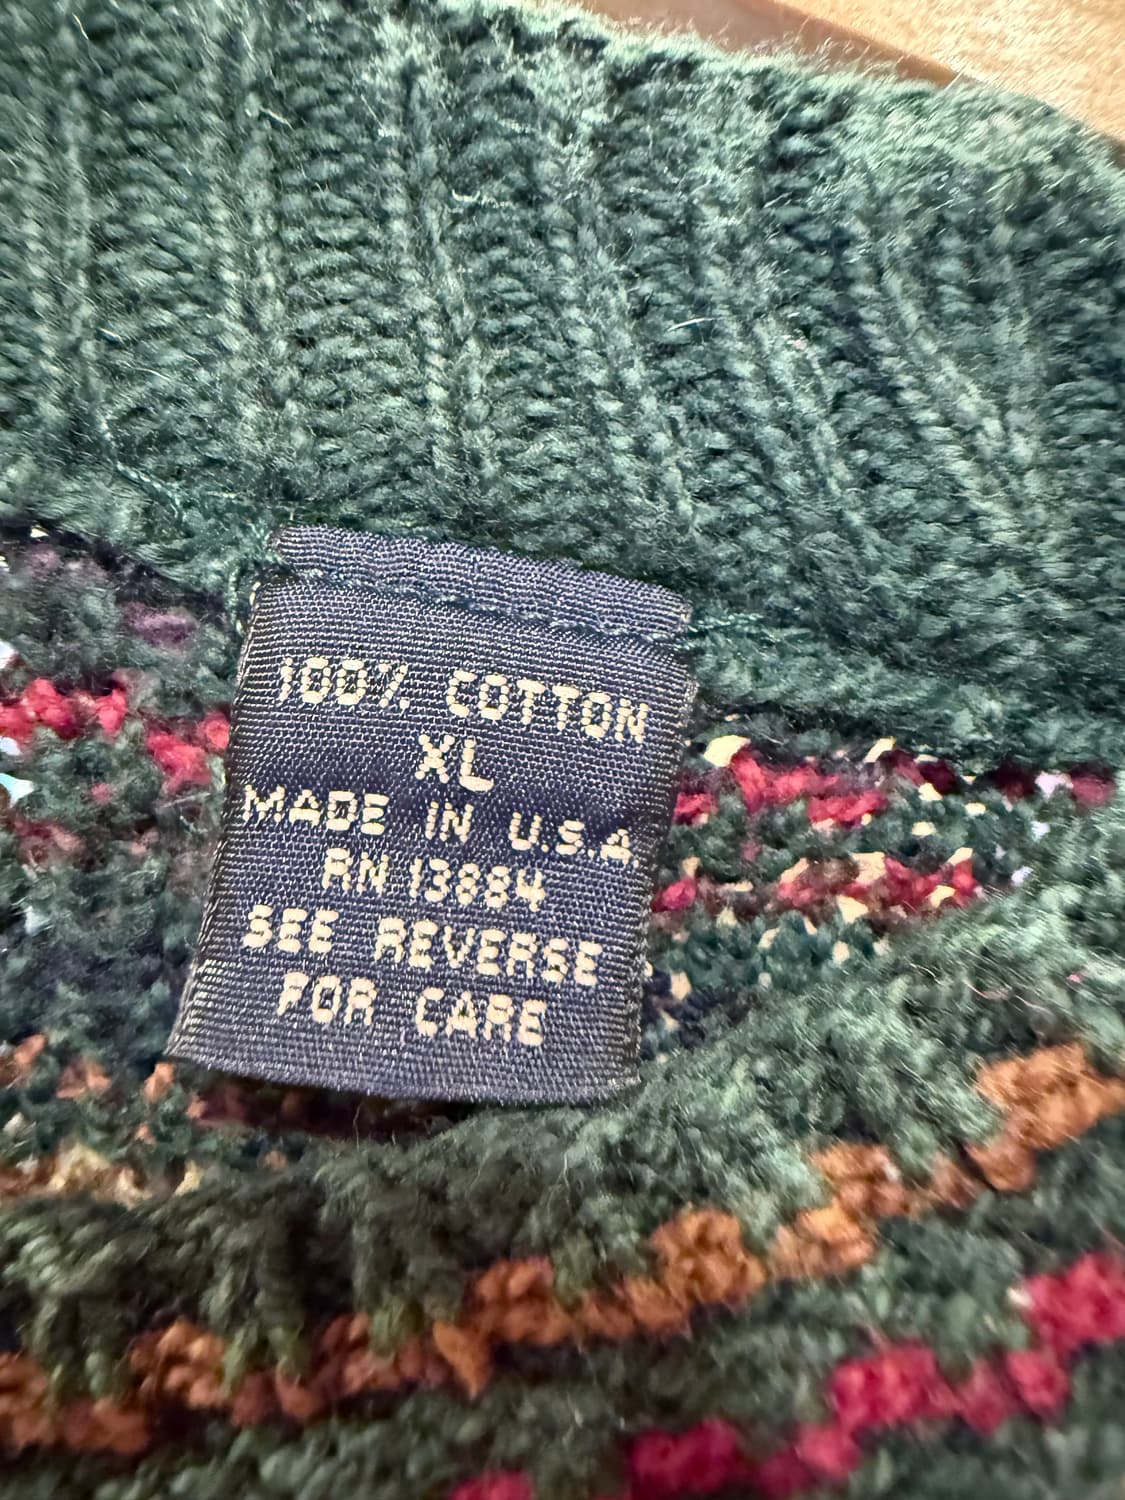 100% COTTON
XL
MADE IN U.S.A.
RN 13884
SEE REVERSE
FOR CARE